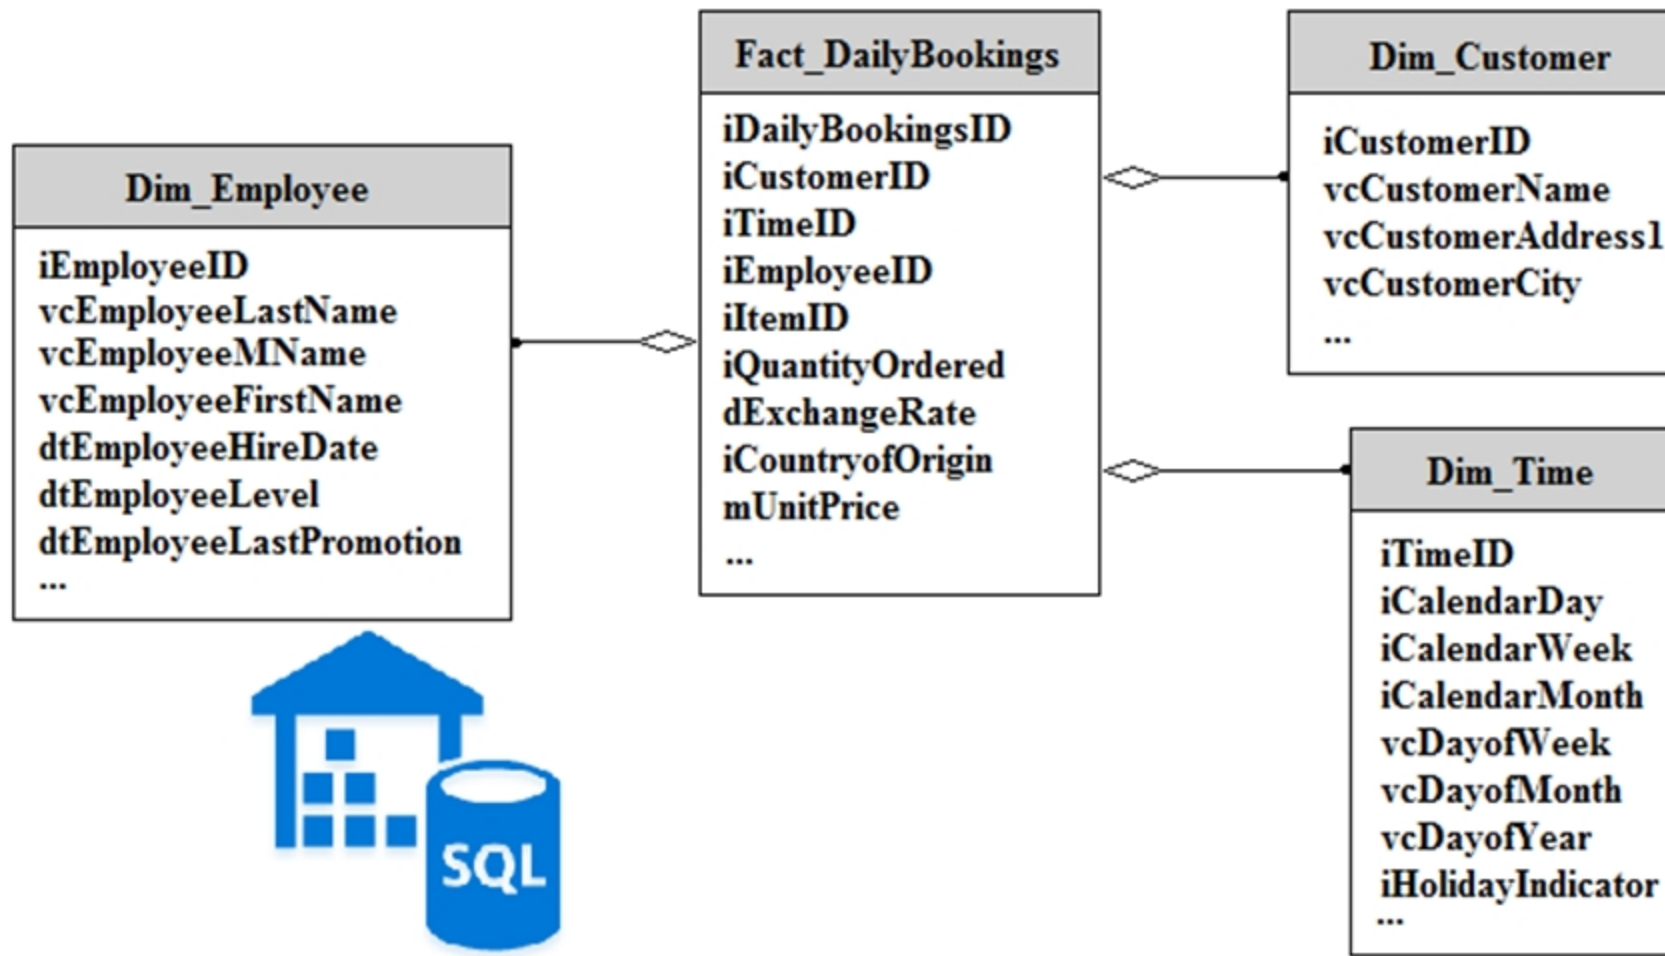 Dim_Employee
iEmployeeID
vcEmployeeLastName
vcEmployeeMName
vcEmployeeFirstName
dtEmployeeHireDate
dtEmployeeLevel
dtEmployeeLastPromotion
...
Fact_DailyBookings
iDailyBookingsID
iCustomerID
iTimeID
iEmployeeID
iItemID
iQuantityOrdered
dExchangeRate
iCountryofOrigin
mUnitPrice
...
Dim_Customer
iCustomerID
vcCustomerName
vcCustomerAddress1
vcCustomerCity
...
Dim_Time
iTimeID
iCalendarDay
iCalendarWeek
iCalendarMonth
vcDayofWeek
vcDayofMonth
vcDayofYear
iHolidayIndicator
...
SQL